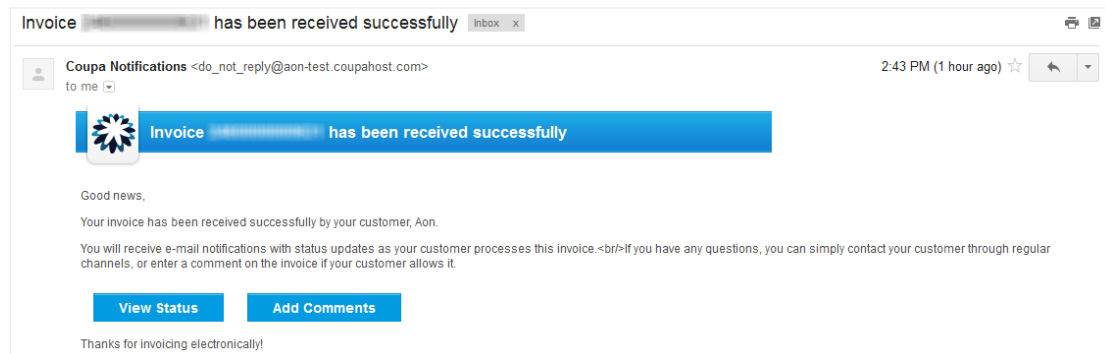 Invoice has been received successfully Inbox x
Coupa Notifications <do_not_reply@aon-test.coupahost.com> 2:43 PM (1 hour ago)
to me
Invoice has been received successfully
Good news,
Your invoice has been received successfully by your customer, Aon.
You will receive e-mail notifications with status updates as your customer processes this invoice.<br/>If you have any questions, you can simply contact your customer through regular
channels, or enter a comment on the invoice if your customer allows it.
View Status Add Comments
Thanks for invoicing electronically!